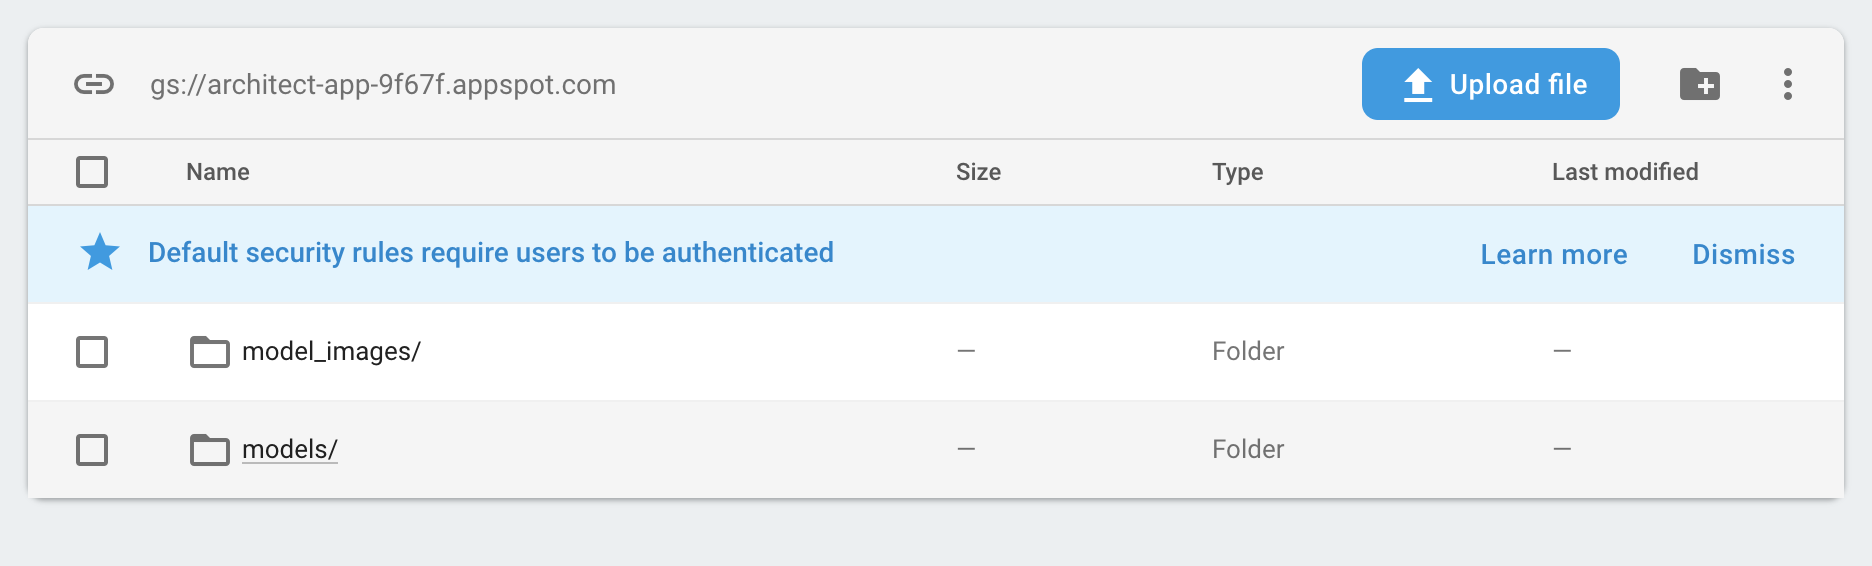 gs://architect-app-9f67f.appspot.com Upload file
Name Size Type Last modified
Default security rules require users to be authenticated Learn more Dismiss
model_images/ — Folder —
models/ — Folder —